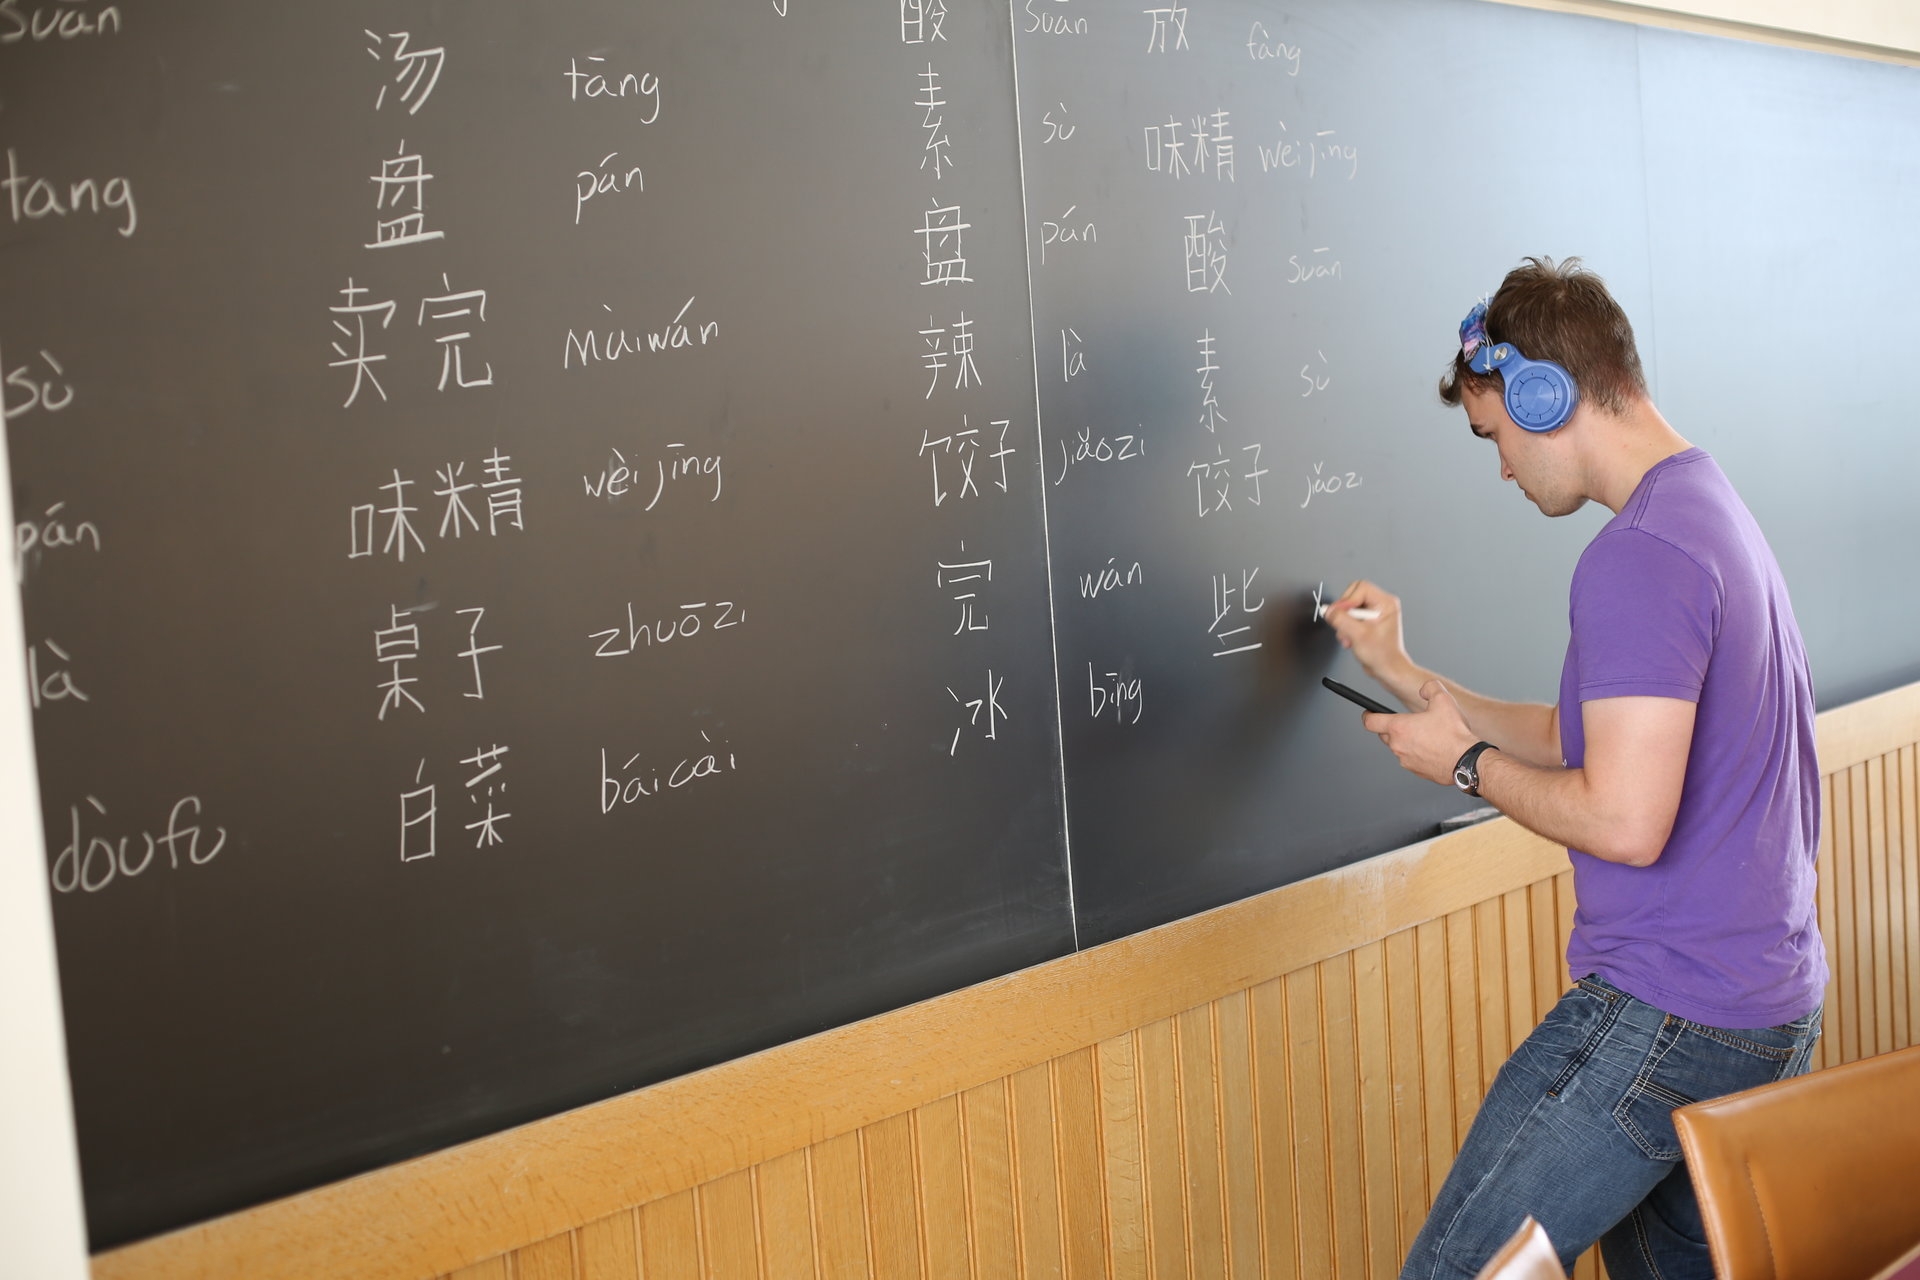 suān
tang
sù
pán
là
dòufu
汤 tāng
盘 pán
卖完 màiwán
味精 wèijīng
桌子 zhuōzi
白菜 báicài
酸 suān
素 sù
盘 pán
辣 là
饺子 jiǎozi
完 wán
冰 bīng
放 fàng
味精 wèijīng
酸 suān
素 sù
饺子 jiǎozi
些 x